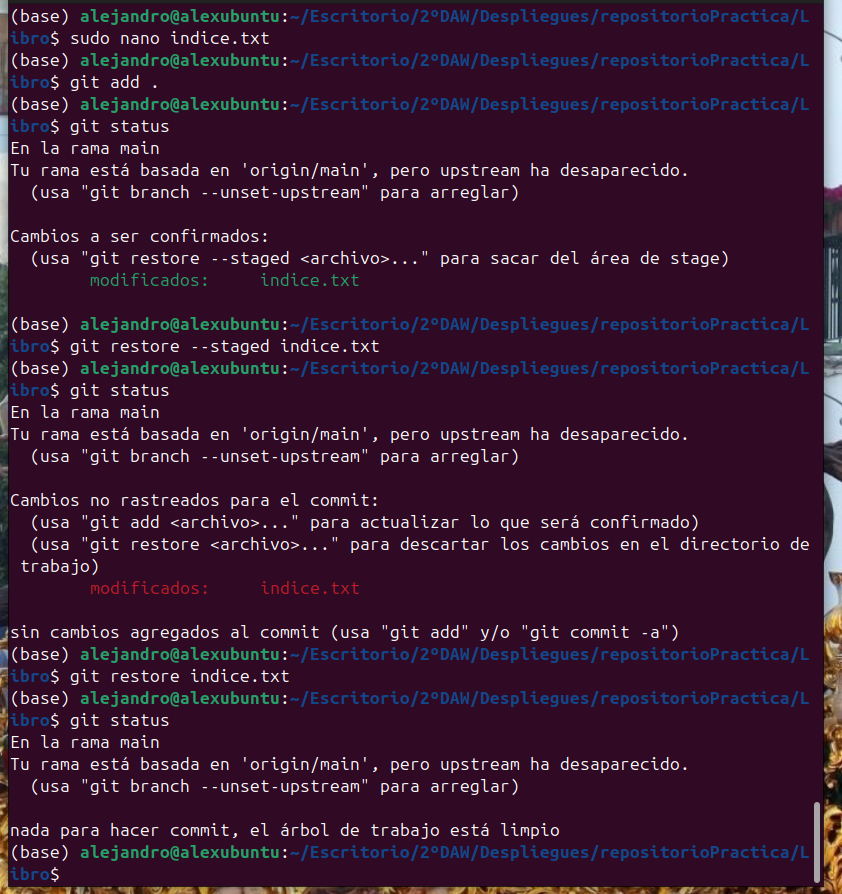 (base) alejandro@alexubuntu:~/Escritorio/2ºDAW/Despliegues/repositorioPractica/L
ibro$ sudo nano indice.txt
(base) alejandro@alexubuntu:~/Escritorio/2ºDAW/Despliegues/repositorioPractica/L
ibro$ git add .
(base) alejandro@alexubuntu:~/Escritorio/2ºDAW/Despliegues/repositorioPractica/L
ibro$ git status
En la rama main
Tu rama está basada en 'origin/main', pero upstream ha desaparecido.
  (usa "git branch --unset-upstream" para arreglar)

Cambios a ser confirmados:
  (usa "git restore --staged <archivo>..." para sacar del área de stage)
        modificados:     indice.txt

(base) alejandro@alexubuntu:~/Escritorio/2ºDAW/Despliegues/repositorioPractica/L
ibro$ git restore --staged indice.txt
(base) alejandro@alexubuntu:~/Escritorio/2ºDAW/Despliegues/repositorioPractica/L
ibro$ git status
En la rama main
Tu rama está basada en 'origin/main', pero upstream ha desaparecido.
  (usa "git branch --unset-upstream" para arreglar)

Cambios no rastreados para el commit:
  (usa "git add <archivo>..." para actualizar lo que será confirmado)
  (usa "git restore <archivo>..." para descartar los cambios en el directorio de
 trabajo)
        modificados:     indice.txt

sin cambios agregados al commit (usa "git add" y/o "git commit -a")
(base) alejandro@alexubuntu:~/Escritorio/2ºDAW/Despliegues/repositorioPractica/L
ibro$ git restore indice.txt
(base) alejandro@alexubuntu:~/Escritorio/2ºDAW/Despliegues/repositorioPractica/L
ibro$ git status
En la rama main
Tu rama está basada en 'origin/main', pero upstream ha desaparecido.
  (usa "git branch --unset-upstream" para arreglar)

nada para hacer commit, el árbol de trabajo está limpio
(base) alejandro@alexubuntu:~/Escritorio/2ºDAW/Despliegues/repositorioPractica/L
ibro$